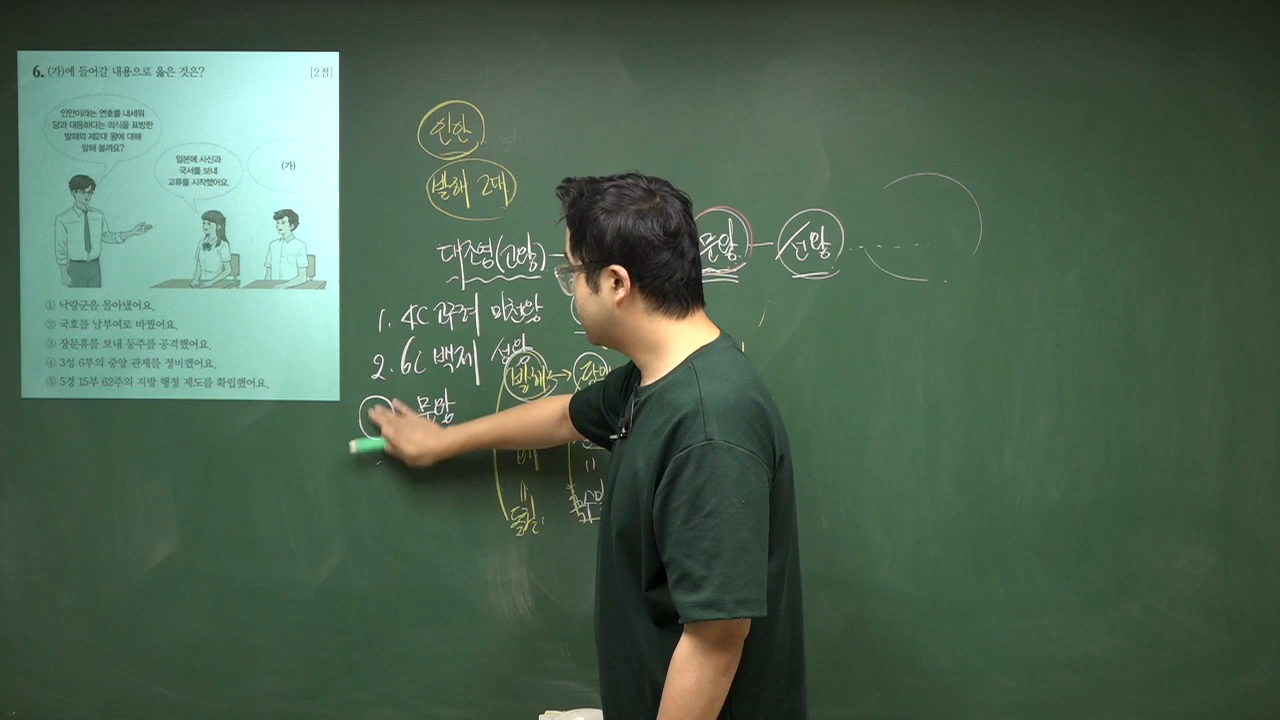 6. (가)에 들어갈 내용으로 옳은 것은? [2점]
인안이라는 연호를 내세워
당과 대등하다는 의식을 표방한
발해의 제2대 왕에 대해
말해 볼까요?
일본에 사신과
국서를 보내
교류를 시작했어요.
(가)
① 낙랑군을 몰아냈어요.
② 국호를 남부여로 바꿨어요.
③ 장문휴를 보내 등주를 공격했어요.
④ 3성 6부의 중앙 관제를 정비했어요.
⑤ 5경 15부 62주의 지방 행정 제도를 확립했어요.
인안
발해 2대
대조영(고왕) 문왕 선왕
1. 4C 고구려 미천왕
2. 6C 백제 성왕
발해 ↔
문왕
돌궐